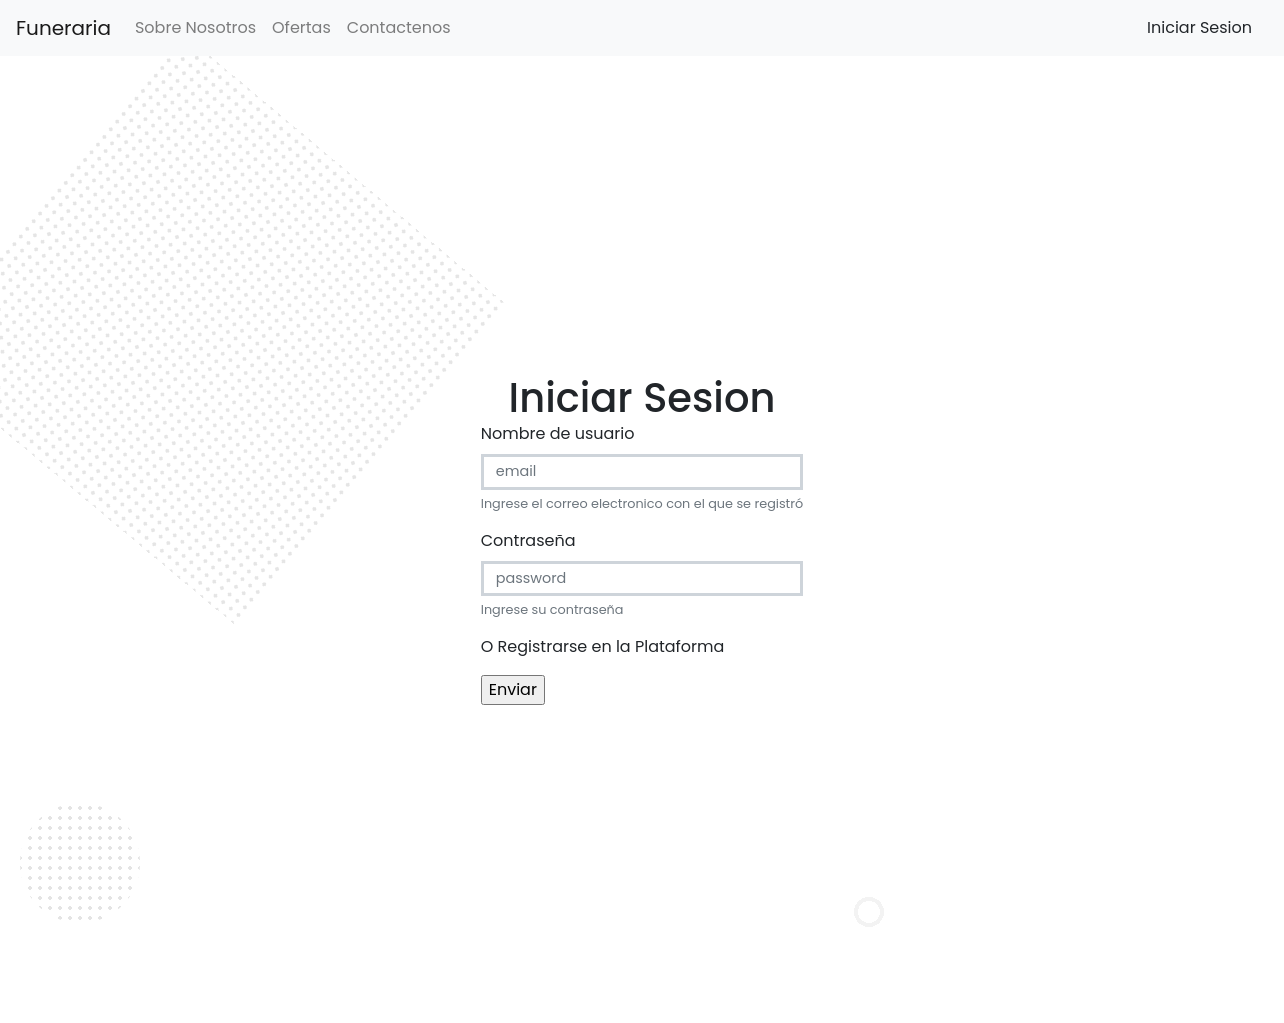 Funeraria Sobre Nosotros Ofertas Contactenos Iniciar Sesion
Iniciar Sesion
Nombre de usuario
email
Ingrese el correo electronico con el que se registró
Contraseña
password
Ingrese su contraseña
O Registrarse en la Plataforma
Enviar